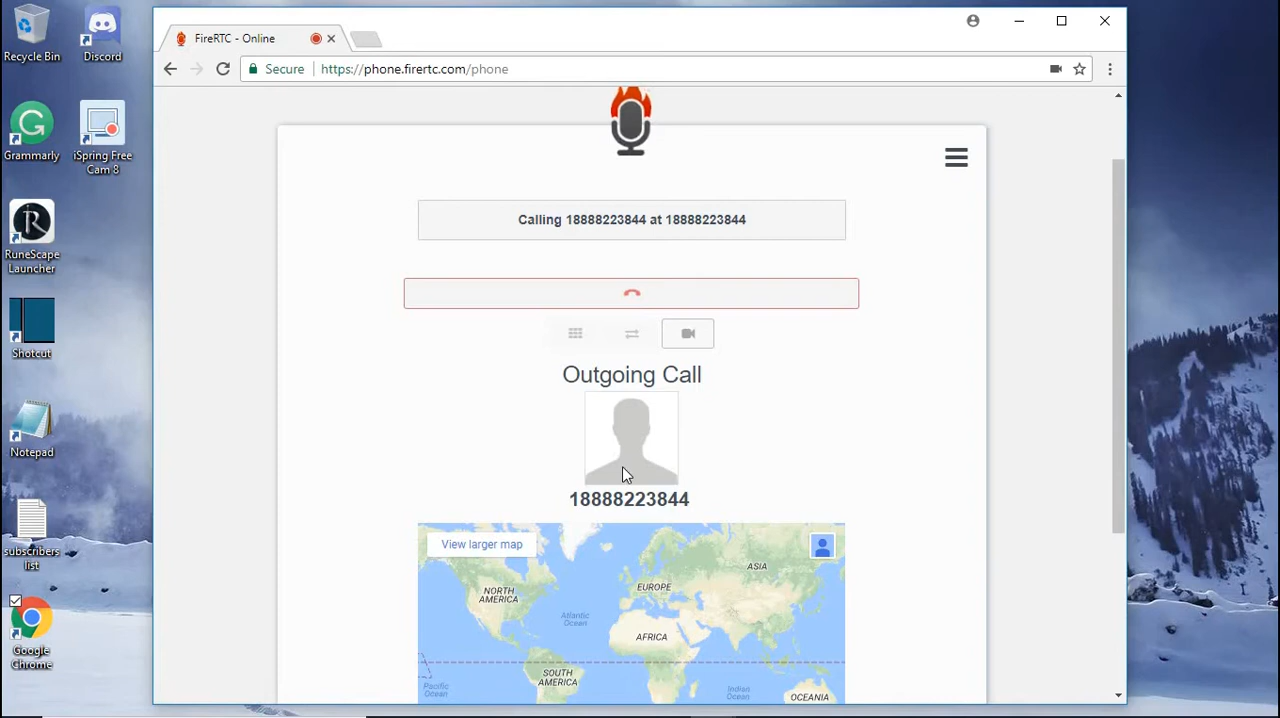 Recycle Bin
Discord
Grammarly
iSpring Free
Cam 8
RuneScape
Launcher
Shotcut
Notepad
subscribers
list
Google
Chrome
FireRTC - Online
Secure
https://phone.firertc.com/phone
Calling 18888223844 at 18888223844
Outgoing Call
18888223844
View larger map
NORTH
AMERICA
EUROPE
ASIA
Atlantic
Ocean
AFRICA
SOUTH
AMERICA
Pacific
Ocean
Indian
Ocean
OCEANIA